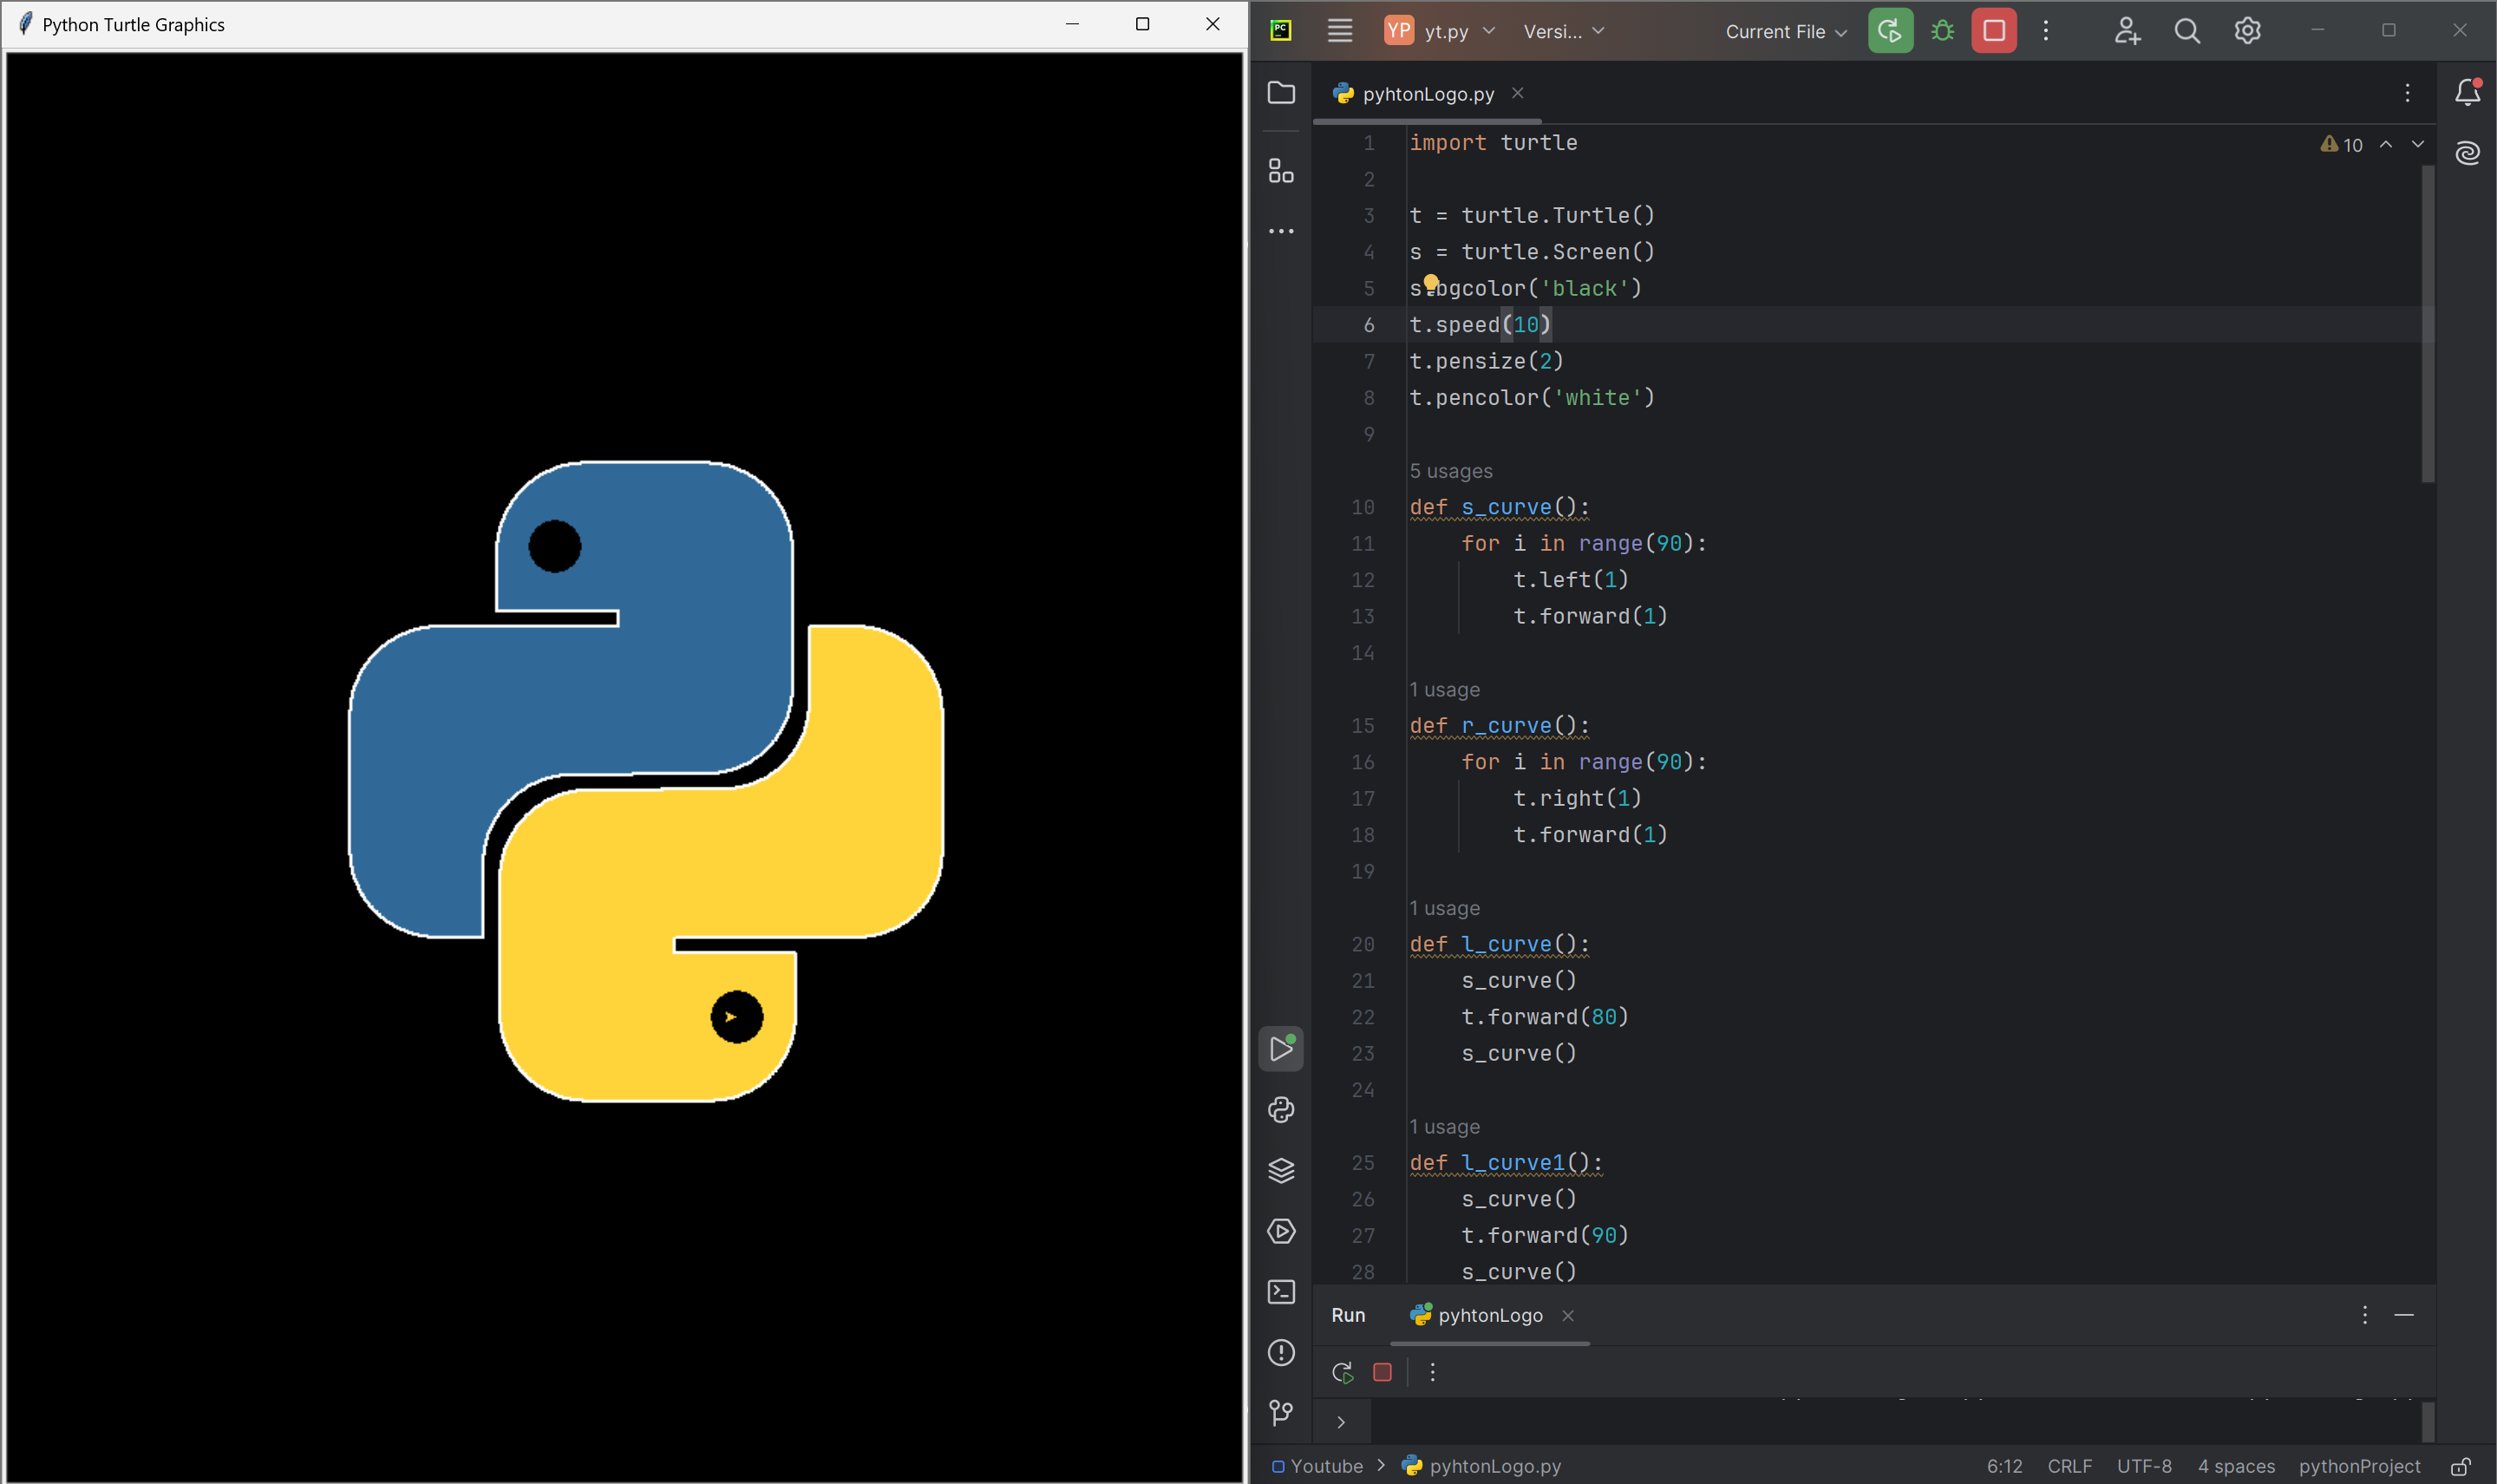 Python Turtle Graphics
PC YP yt.py Versi... Current File
pyhtonLogo.py
10
1 import turtle
2
3 t = turtle.Turtle()
4 s = turtle.Screen()
5 s.bgcolor('black')
6 t.speed(10)
7 t.pensize(2)
8 t.pencolor('white')
9
5 usages
10 def s_curve():
11 for i in range(90):
12 t.left(1)
13 t.forward(1)
14
1 usage
15 def r_curve():
16 for i in range(90):
17 t.right(1)
18 t.forward(1)
19
1 usage
20 def l_curve():
21 s_curve()
22 t.forward(80)
23 s_curve()
24
1 usage
25 def l_curve1():
26 s_curve()
27 t.forward(90)
28 s_curve()
Run pyhtonLogo
Youtube > pyhtonLogo.py 6:12 CRLF UTF-8 4 spaces pythonProject